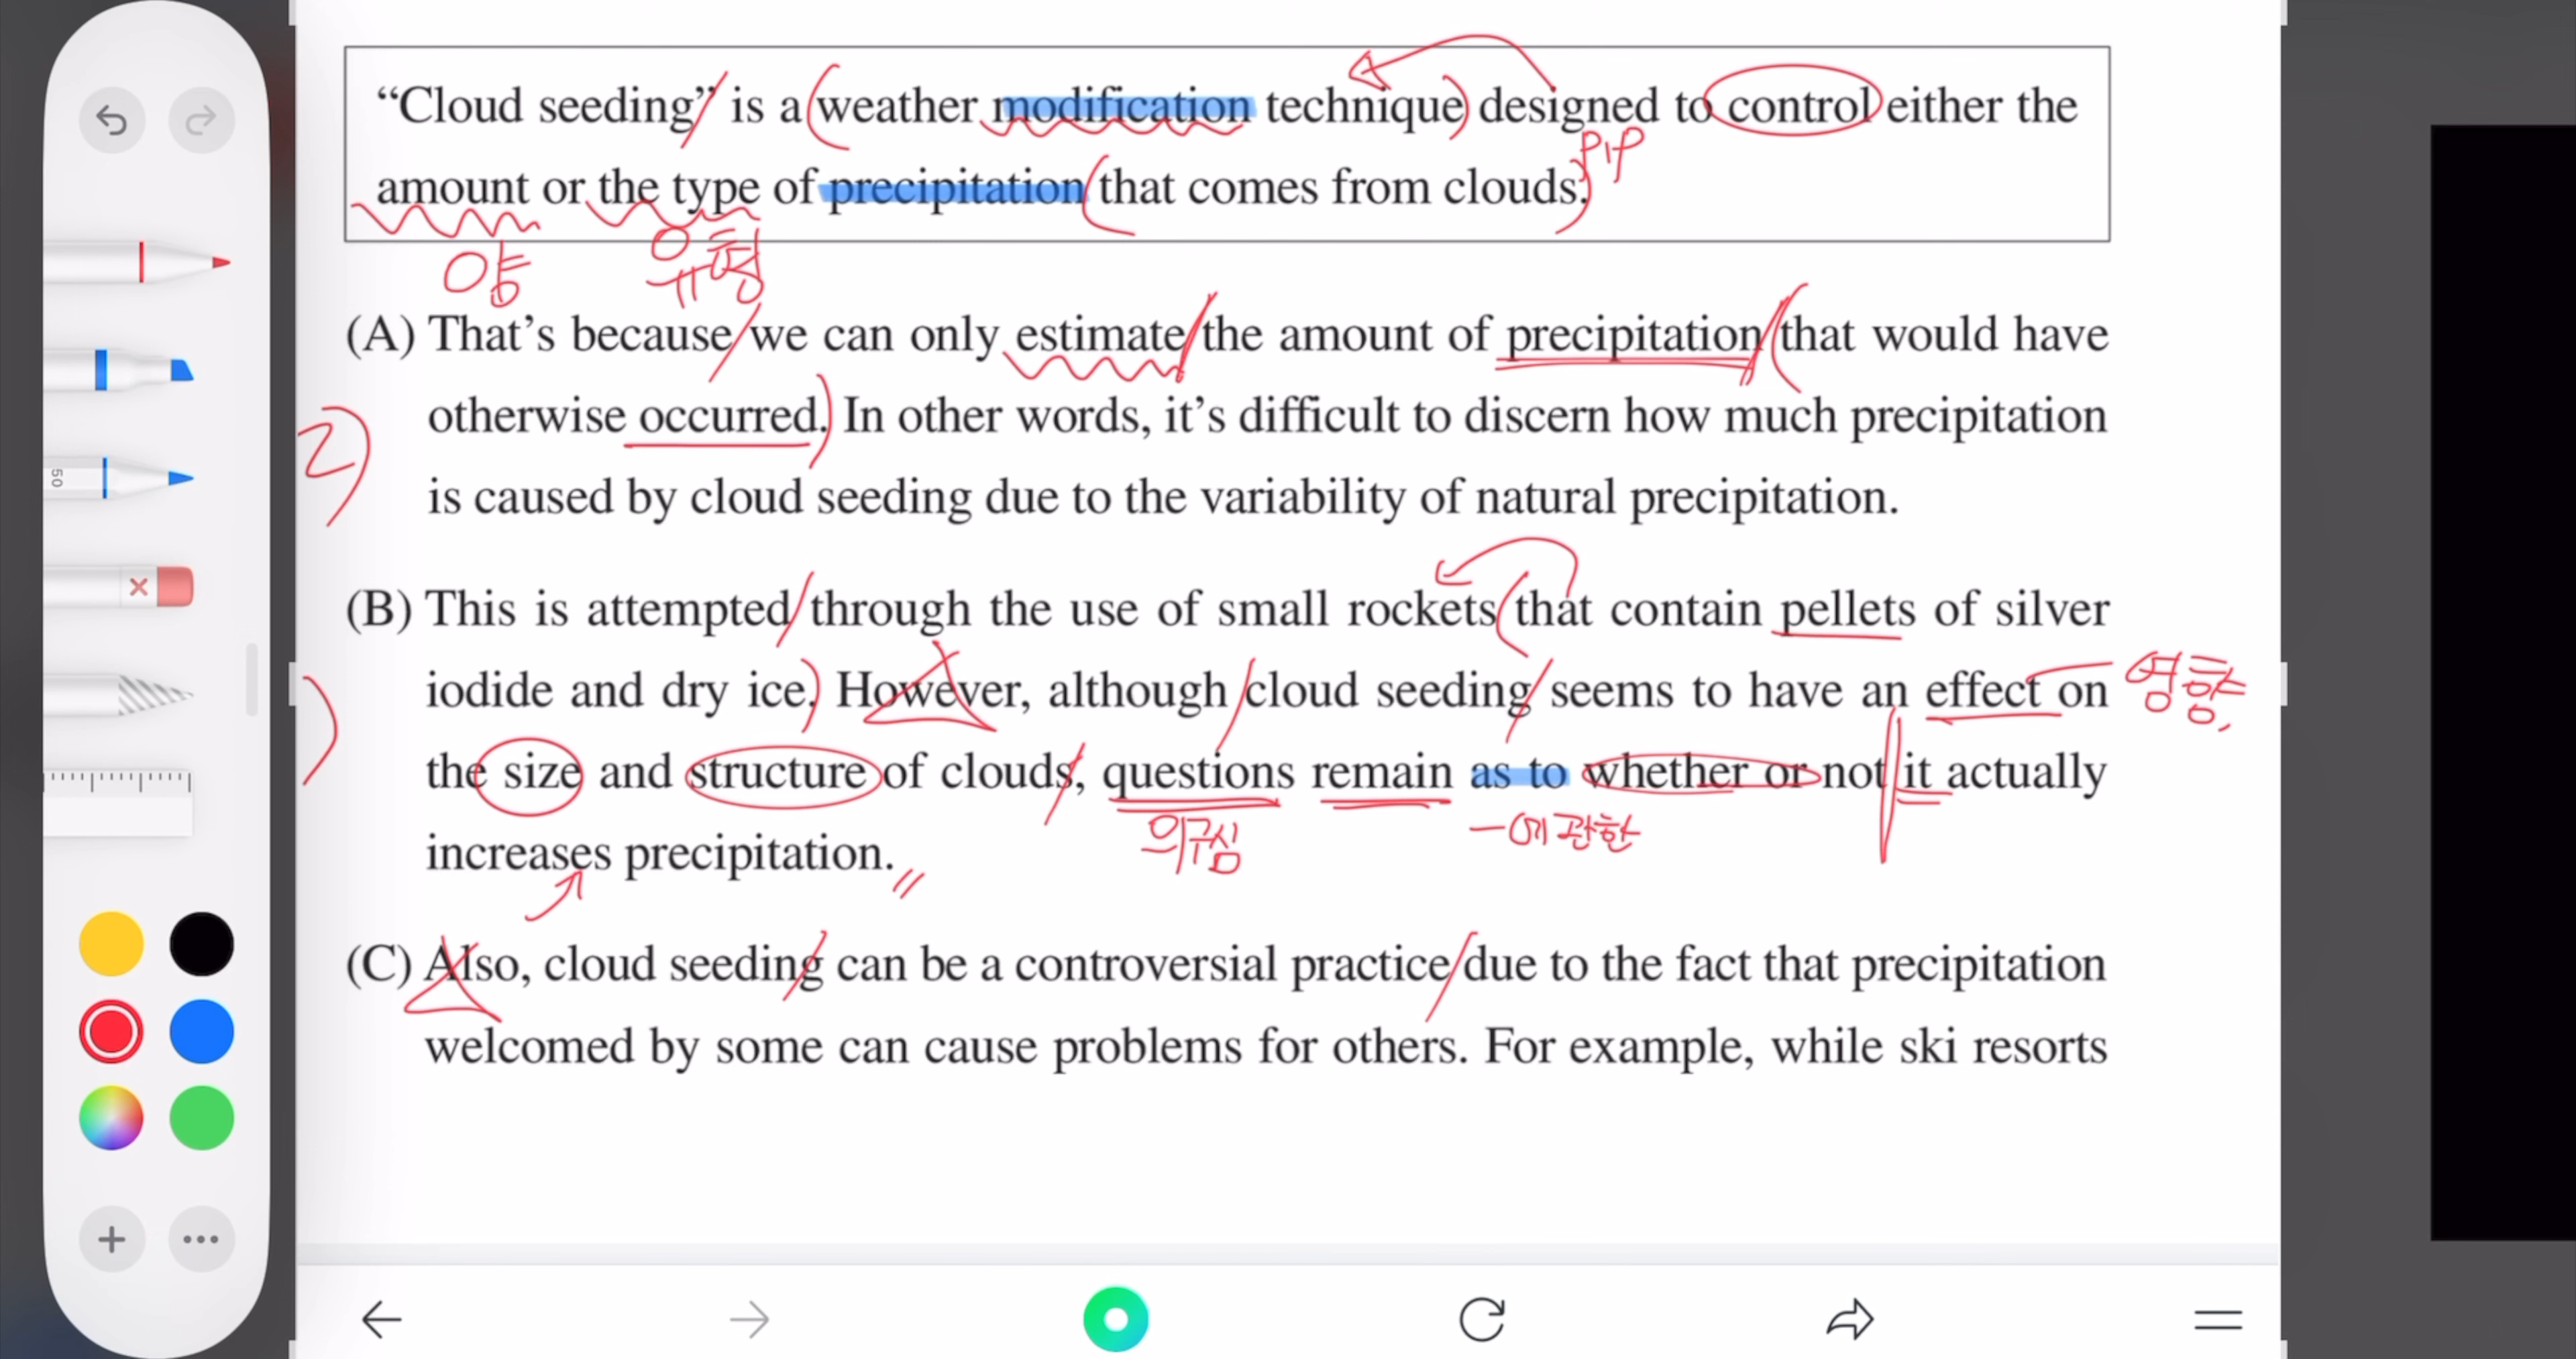 “Cloud seeding” is a weather modification technique designed to control either the
p.p
amount or the type of precipitation that comes from clouds.
양 유형
(A) That’s because we can only estimate the amount of precipitation that would have
otherwise occurred. In other words, it’s difficult to discern how much precipitation
2)
is caused by cloud seeding due to the variability of natural precipitation.
50
(B) This is attempted through the use of small rockets that contain pellets of silver
iodide and dry ice. However, although cloud seeding seems to have an effect on 영향,
1)
the size and structure of clouds, questions remain as to whether or not it actually
의구심 -에 관한
increases precipitation.
(C) Also, cloud seeding can be a controversial practice due to the fact that precipitation
welcomed by some can cause problems for others. For example, while ski resorts